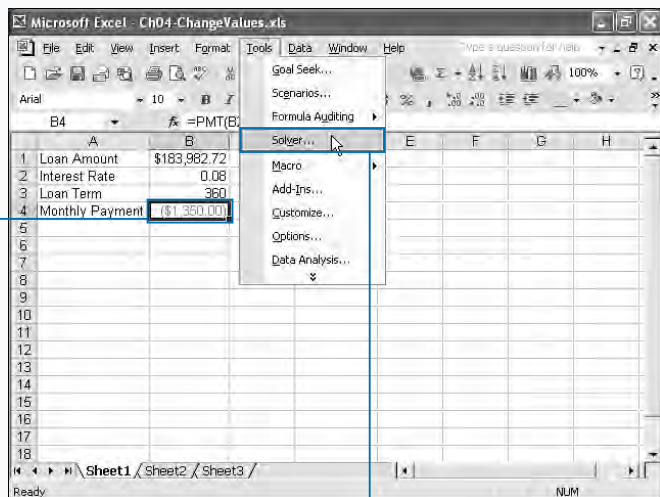 Microsoft Excel - Ch04-ChangeValues.xls
File Edit View Insert Format Tools Data Window Help Type a question for help
Arial 10 B I 100%
B4 fx =PMT(B2
Goal Seek...
Scenarios...
Formula Auditing
Solver...
Macro
Add-Ins...
Customize...
Options...
Data Analysis...
A B E F G H
1 Loan Amount $183,982.72
2 Interest Rate 0.08
3 Loan Term 360
4 Monthly Payment ($1,350.00)
5
6
7
8
9
10
11
12
13
14
15
16
17
18
Sheet1 Sheet2 Sheet3
Ready NUM